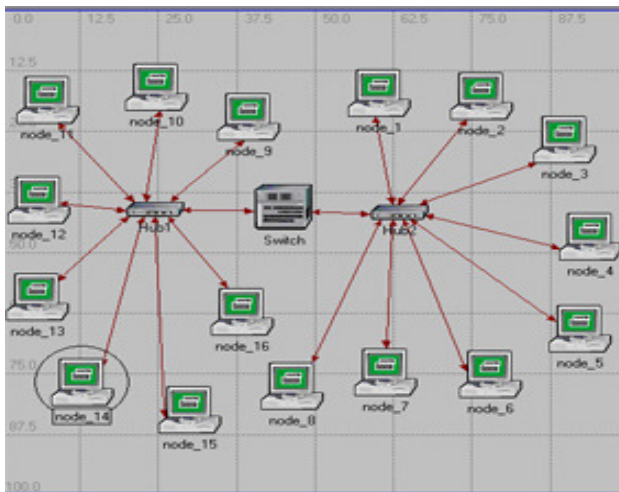 0.0 12.5 25.0 37.5 50.0 62.5 75.0 87.5
12.5
node_11
node_10
node_9
node_1
node_2
node_3
node_12
Hub1
Switch
Hub2
node_4
50.0
node_13
node_16
node_5
75.0
node_14
node_15
node_8
node_7
node_6
87.5
100.0